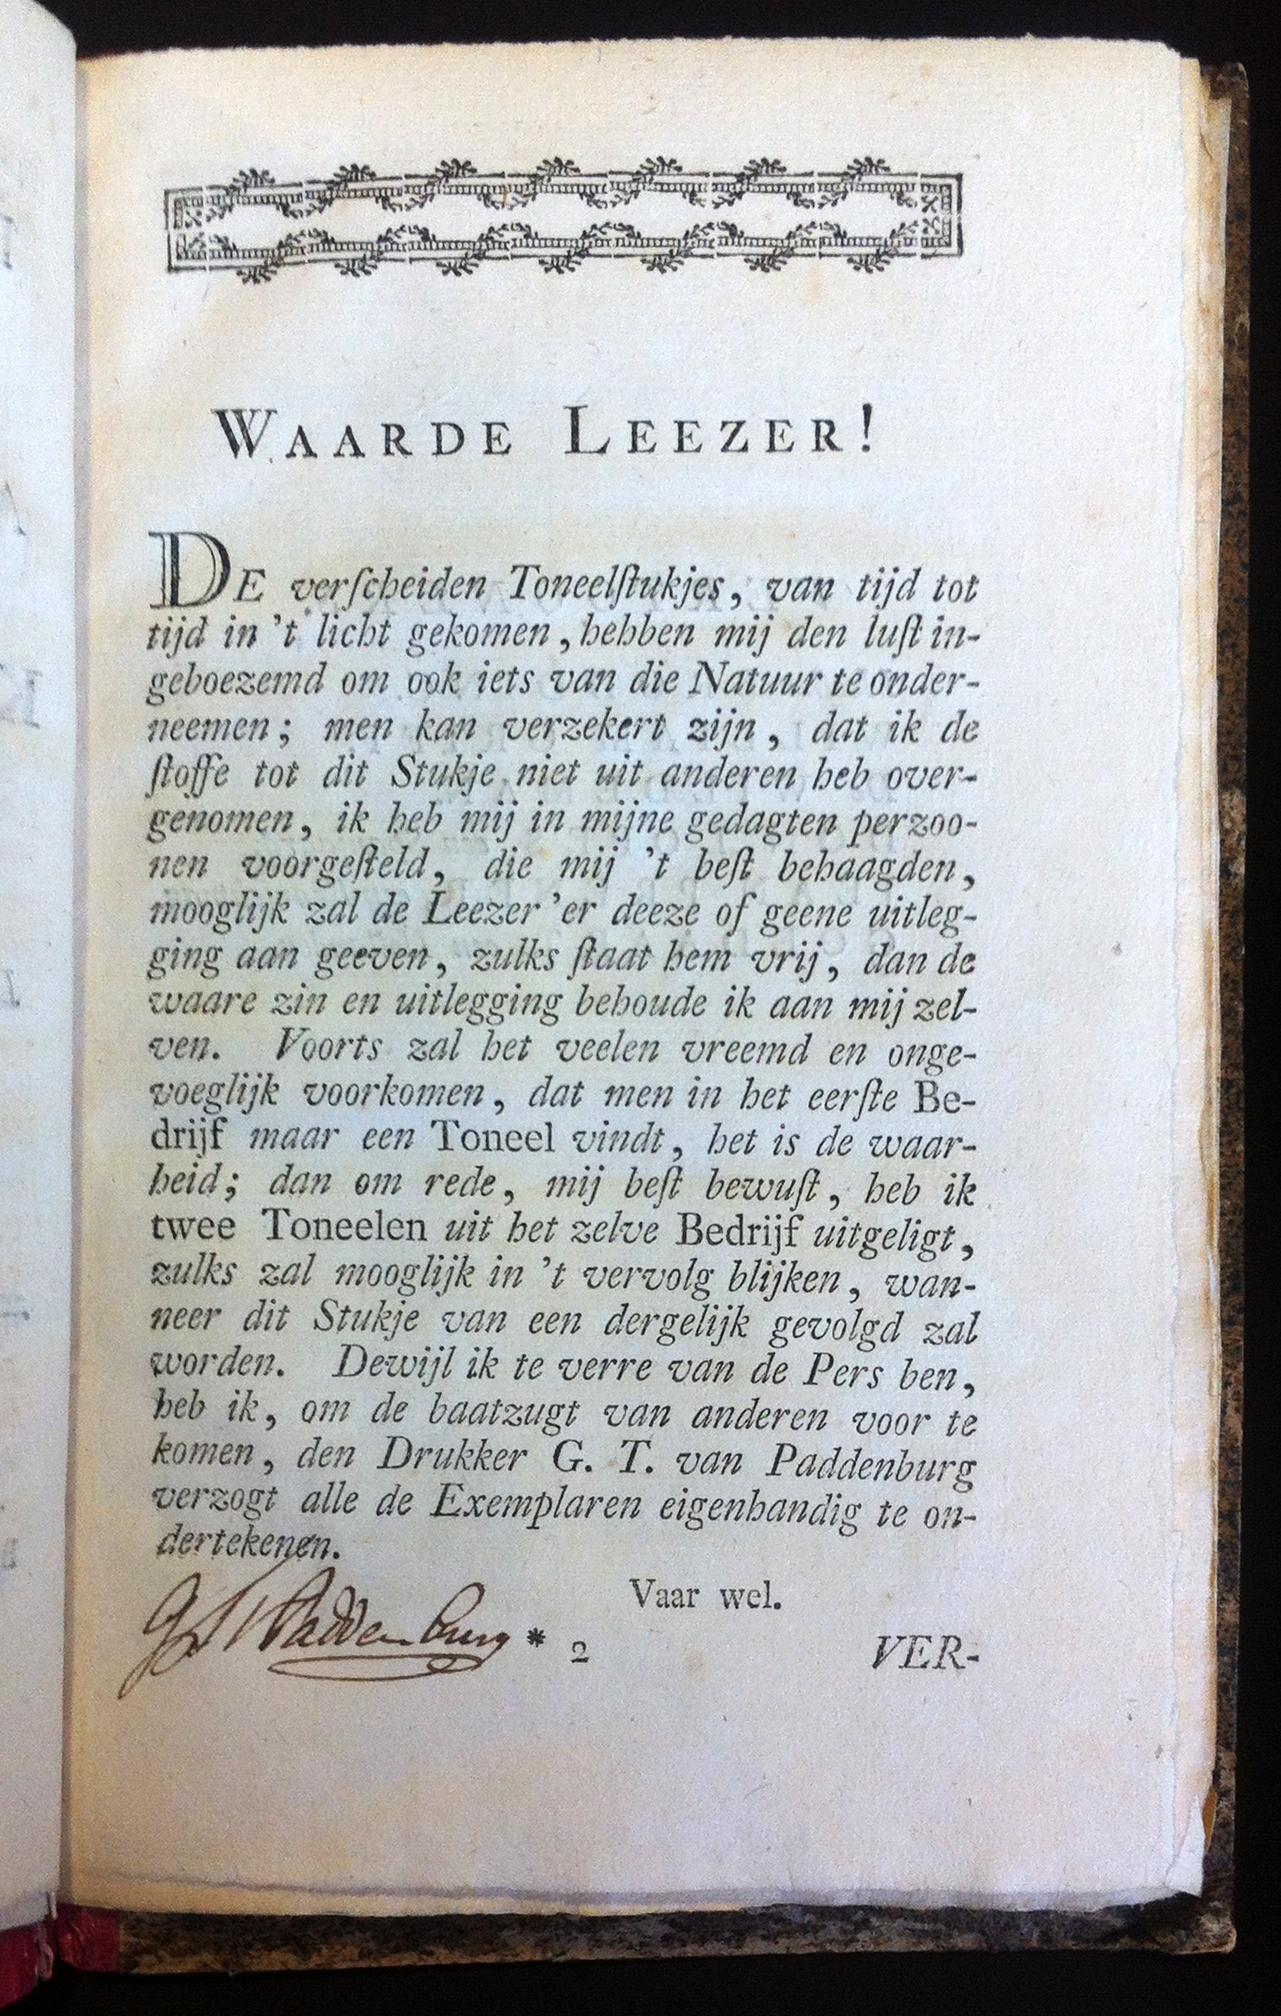 WAARDE LEEZER!
DE verſcheiden Toneelſtukjes, van tijd tot
tijd in 't licht gekomen, hebben mij den luſt in-
geboezemd om ook iets van die Natuur te onder-
neemen; men kan verzekert zijn, dat ik de
ſtoffe tot dit Stukje niet uit anderen heb over-
genomen, ik heb mij in mijne gedagten perzoo-
nen voorgeſteld, die mij 't beſt behaagden,
mooglijk zal de Leezer 'er deeze of geene uitleg-
ging aan geeven, zulks ſtaat hem vrij, dan de
waare zin en uitlegging behoude ik aan mij zel-
ven. Voorts zal het veelen vreemd en onge-
voeglijk voorkomen, dat men in het eerſte Be-
drijf maar een Toneel vindt, het is de waar-
heid; dan om rede, mij beſt bewuſt, heb ik
twee Toneelen uit het zelve Bedrijf uitgeligt,
zulks zal mooglijk in 't vervolg blijken, wan-
neer dit Stukje van een dergelijk gevolgd zal
worden. Dewijl ik te verre van de Pers ben,
heb ik, om de baatzugt van anderen voor te
komen, den Drukker G. T. van Paddenburg
verzogt alle de Exemplaren eigenhandig te on-
dertekenen.
Vaar wel.
GTVPaddenburg
* 2 VER-